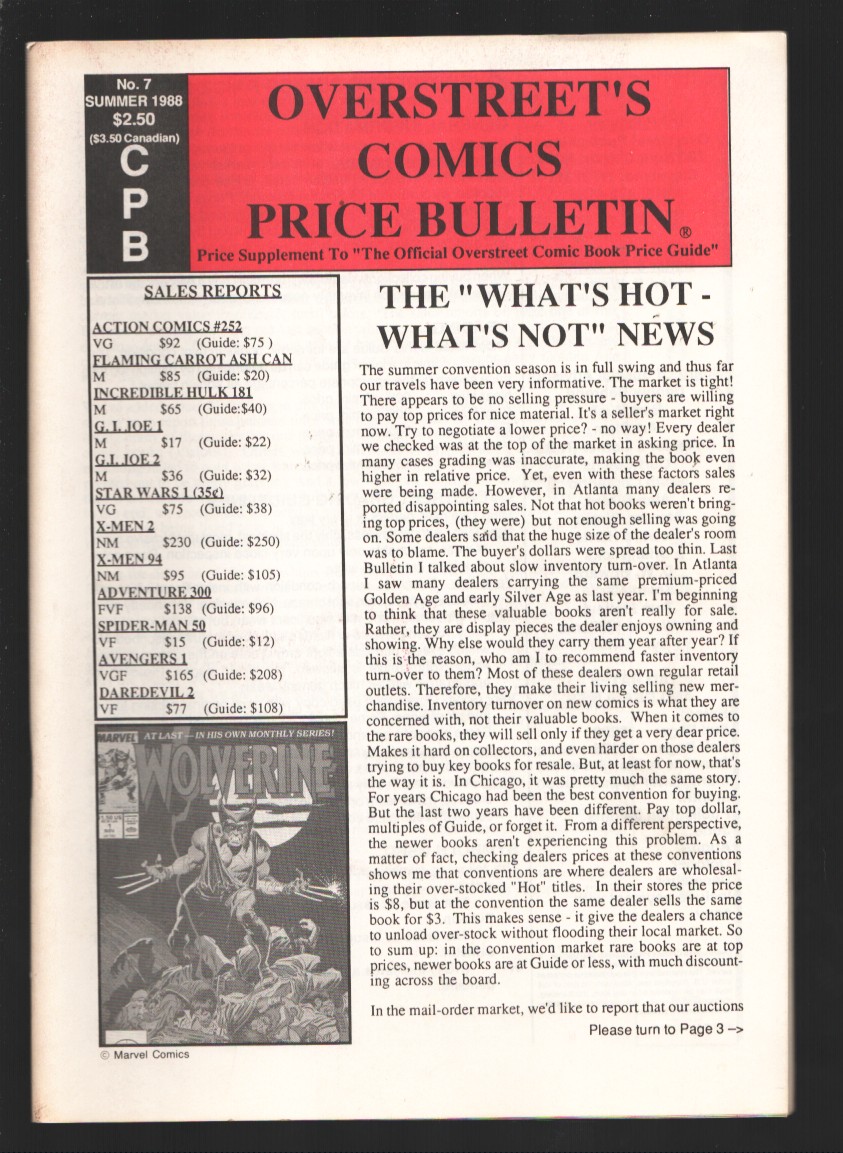 No. 7
SUMMER 1988
$2.50
($3.50 Canadian)
C
P
B
OVERSTREET'S
COMICS
PRICE BULLETIN®
Price Supplement To "The Official Overstreet Comic Book Price Guide"
SALES REPORTS
ACTION COMICS #252
VG $92 (Guide: $75 )
FLAMING CARROT ASH CAN
M $85 (Guide: $20)
INCREDIBLE HULK 181
M $65 (Guide:$40)
G. I. JOE 1
M $17 (Guide: $22)
G.I. JOE 2
M $36 (Guide: $32)
STAR WARS 1 (35¢)
VG $75 (Guide: $38)
X-MEN 2
NM $230 (Guide: $250)
X-MEN 94
NM $95 (Guide: $105)
ADVENTURE 300
FVF $138 (Guide: $96)
SPIDER-MAN 50
VF $15 (Guide: $12)
AVENGERS 1
VGF $165 (Guide: $208)
DAREDEVIL 2
VF $77 (Guide: $108)
MARVEL
AT LAST — IN HIS OWN MONTHLY SERIES!
WOLVERINE
© Marvel Comics
THE "WHAT'S HOT -
WHAT'S NOT" NEWS
The summer convention season is in full swing and thus far
our travels have been very informative. The market is tight!
There appears to be no selling pressure - buyers are willing
to pay top prices for nice material. It's a seller's market right
now. Try to negotiate a lower price? - no way! Every dealer
we checked was at the top of the market in asking price. In
many cases grading was inaccurate, making the book even
higher in relative price. Yet, even with these factors sales
were being made. However, in Atlanta many dealers re-
ported disappointing sales. Not that hot books weren't bring-
ing top prices, (they were) but not enough selling was going
on. Some dealers said that the huge size of the dealer's room
was to blame. The buyer's dollars were spread too thin. Last
Bulletin I talked about slow inventory turn-over. In Atlanta
I saw many dealers carrying the same premium-priced
Golden Age and early Silver Age as last year. I'm beginning
to think that these valuable books aren't really for sale.
Rather, they are display pieces the dealer enjoys owning and
showing. Why else would they carry them year after year? If
this is the reason, who am I to recommend faster inventory
turn-over to them? Most of these dealers own regular retail
outlets. Therefore, they make their living selling new mer-
chandise. Inventory turnover on new comics is what they are
concerned with, not their valuable books. When it comes to
the rare books, they will sell only if they get a very dear price.
Makes it hard on collectors, and even harder on those dealers
trying to buy key books for resale. But, at least for now, that's
the way it is. In Chicago, it was pretty much the same story.
For years Chicago had been the best convention for buying.
But the last two years have been different. Pay top dollar,
multiples of Guide, or forget it. From a different perspective,
the newer books aren't experiencing this problem. As a
matter of fact, checking dealers prices at these conventions
shows me that conventions are where dealers are wholesal-
ing their over-stocked "Hot" titles. In their stores the price
is $8, but at the convention the same dealer sells the same
book for $3. This makes sense - it give the dealers a chance
to unload over-stock without flooding their local market. So
to sum up: in the convention market rare books are at top
prices, newer books are at Guide or less, with much discount-
ing across the board.
In the mail-order market, we'd like to report that our auctions
Please turn to Page 3 -->